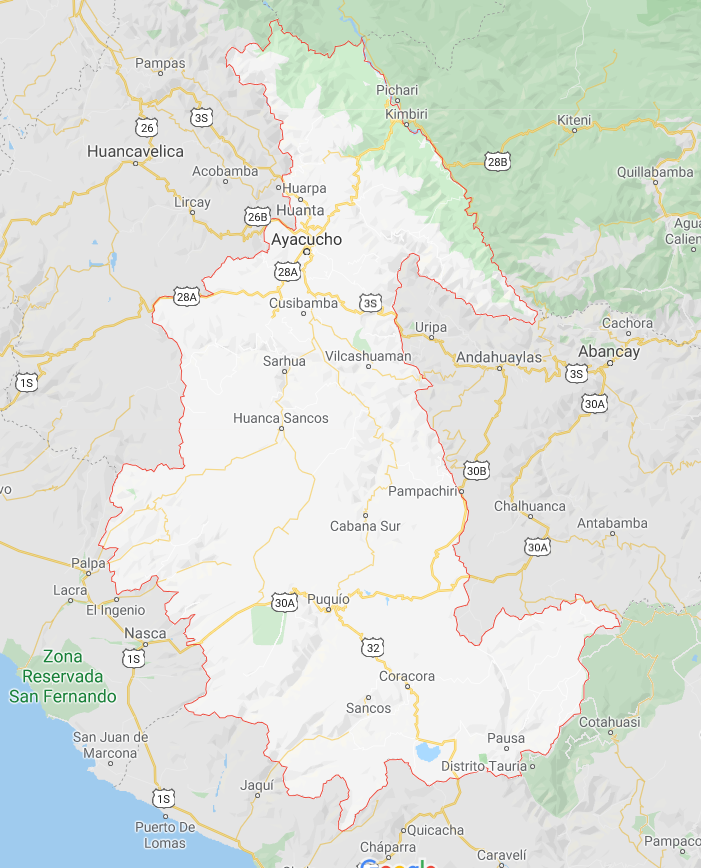 Pampas
Pichari
3S
Kimbiri
26
Kiteni
Huancavelica
28B
Acobamba
Quillabamba
Huarpa
Lircay
Huanta
26B
Agua
Calien
Ayacucho
28A
28A
3S
Cusibamba
Uripa
Cachora
Vilcashuaman
Andahuaylas
Abancay
Sarhua
3S
1S
30A
Huanca Sancos
30B
vo
Pampachiri
Chalhuanca
Cabana Sur
Antabamba
30A
Palpa
Lacra
30A
Puquío
El Ingenio
Nasca
32
1S
Zona
Reservada
San Fernando
Coracora
Sancos
Cotahuasi
San Juan de
Marcona
Pausa
Distrito Tauria
Jaquí
1S
Puerto De
Lomas
Quicacha
Cháparra
Caravelí
Pampaco
Google